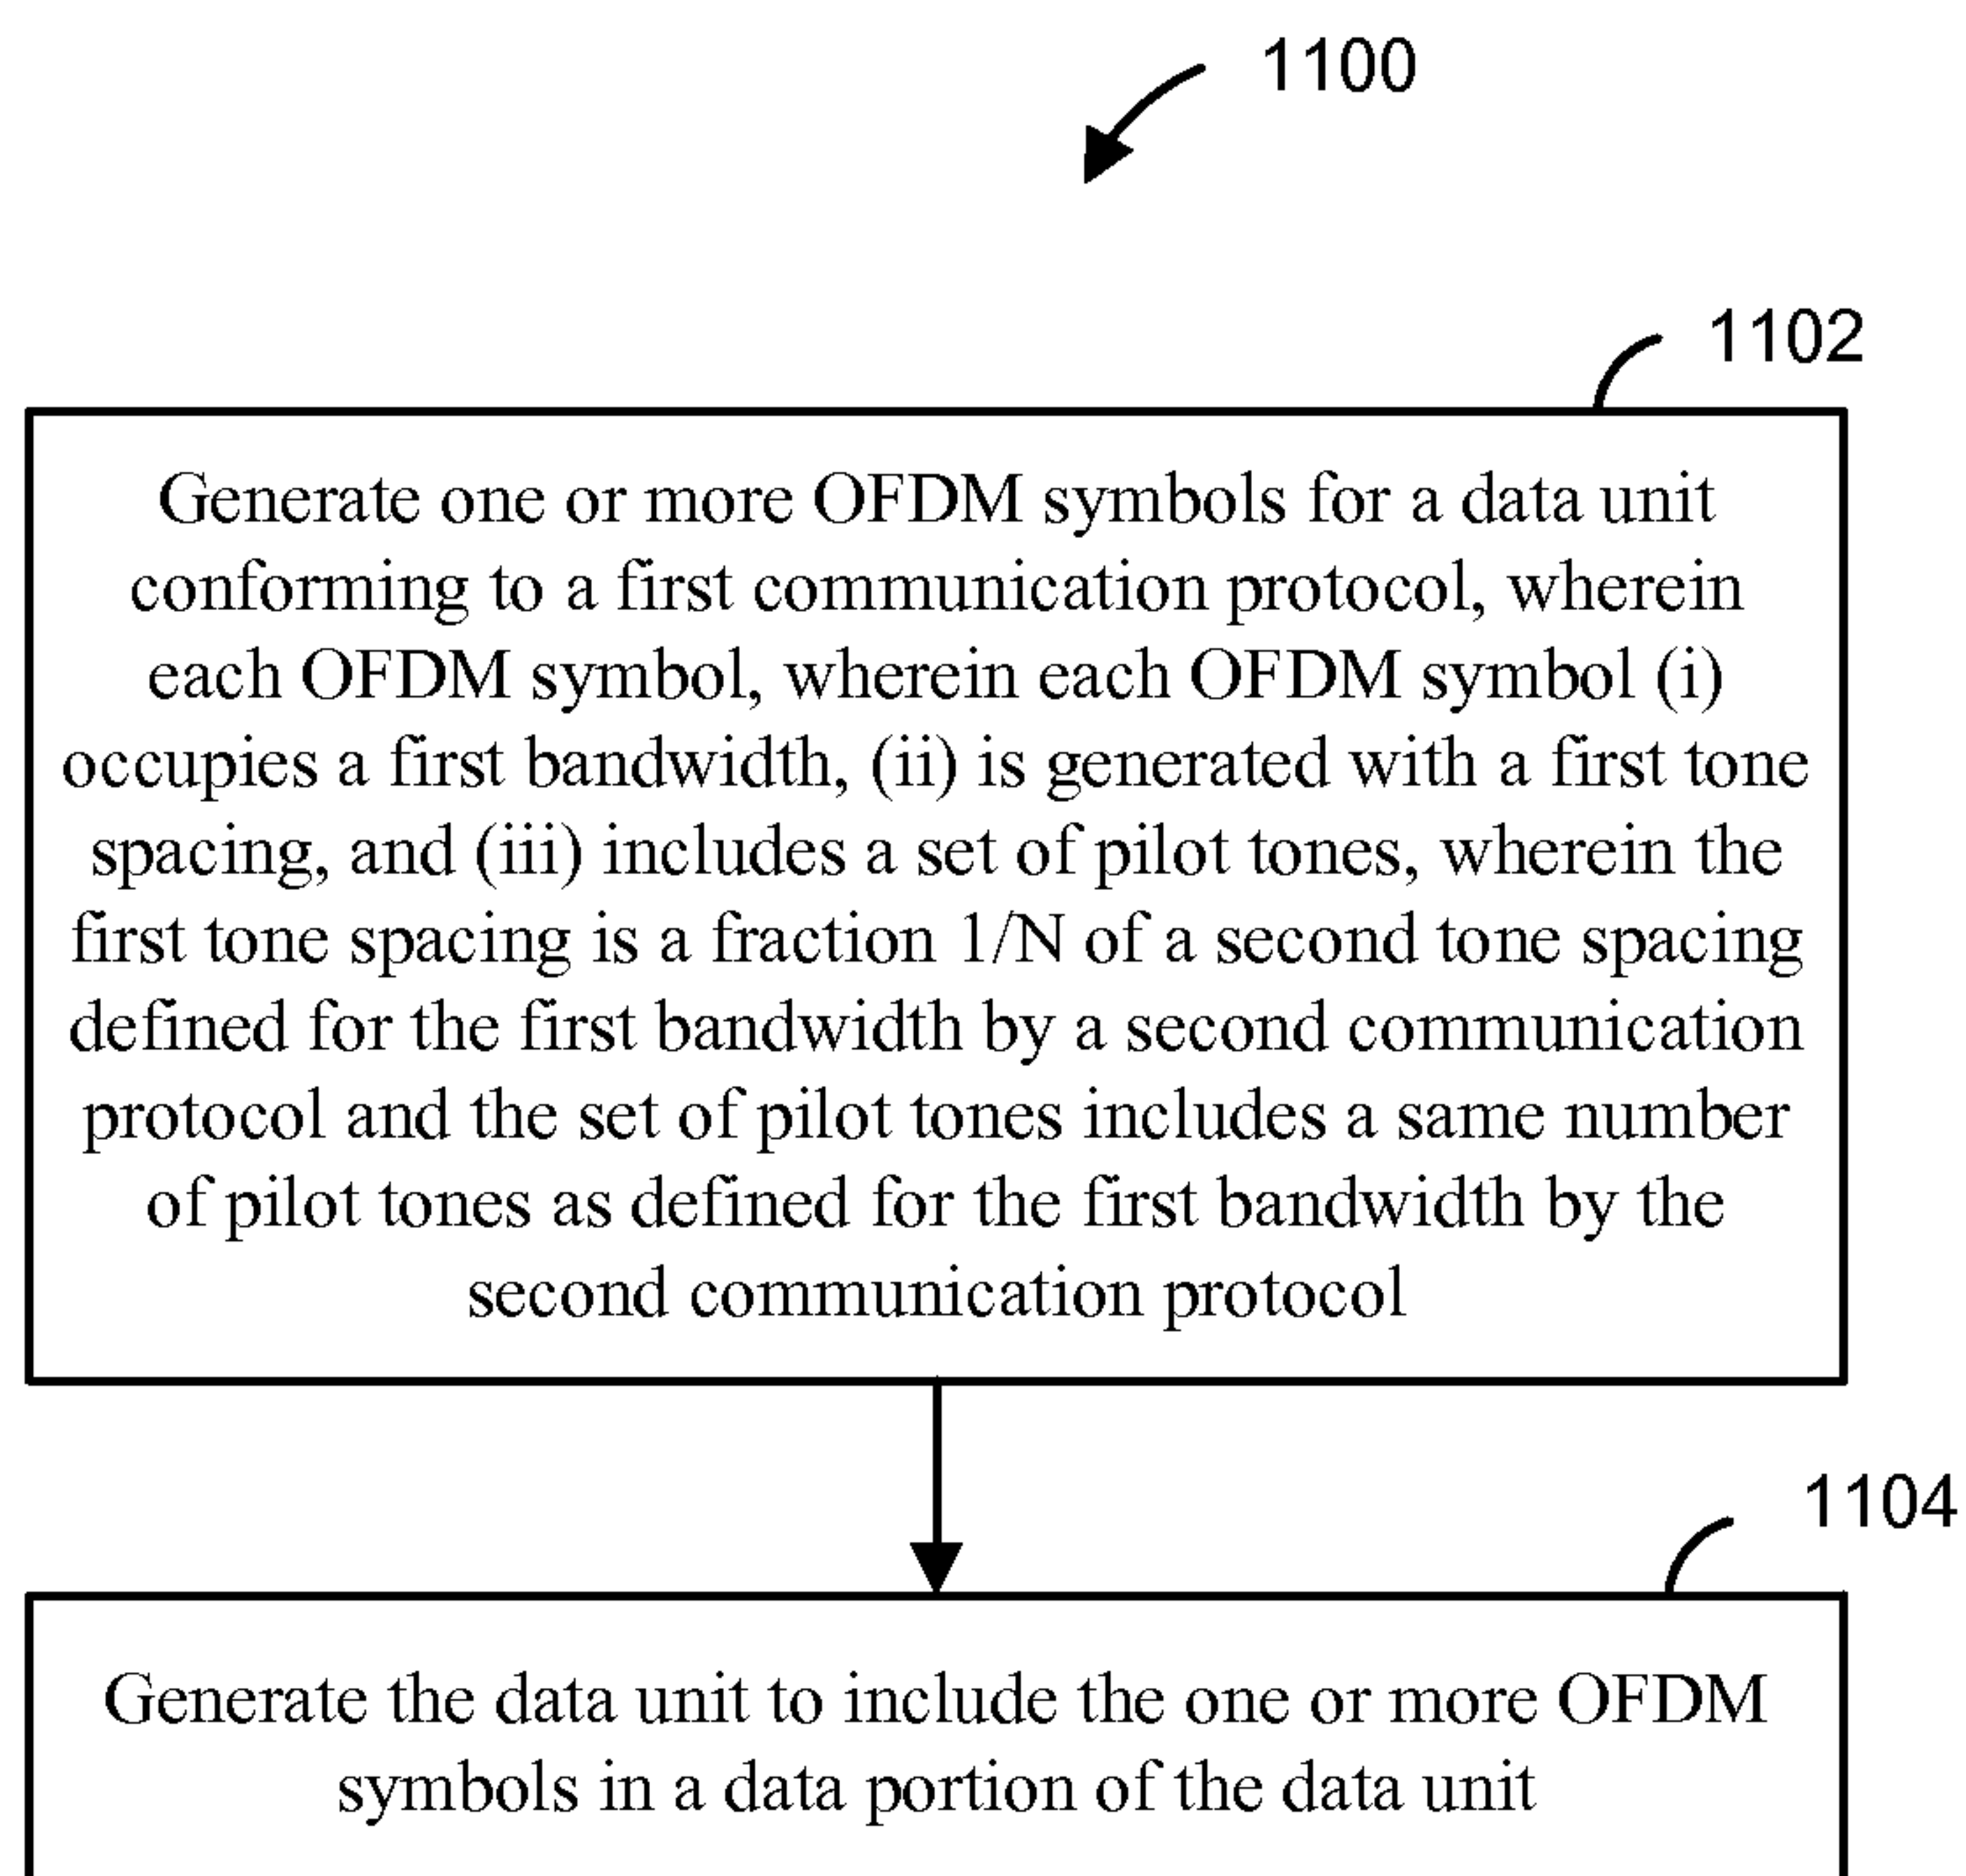 1100
1102
Generate one or more OFDM symbols for a data unit
conforming to a first communication protocol, wherein
each OFDM symbol, wherein each OFDM symbol (i)
occupies a first bandwidth, (ii) is generated with a first tone
spacing, and (iii) includes a set of pilot tones, wherein the
first tone spacing is a fraction 1/N of a second tone spacing
defined for the first bandwidth by a second communication
protocol and the set of pilot tones includes a same number
of pilot tones as defined for the first bandwidth by the
second communication protocol
1104
Generate the data unit to include the one or more OFDM
symbols in a data portion of the data unit